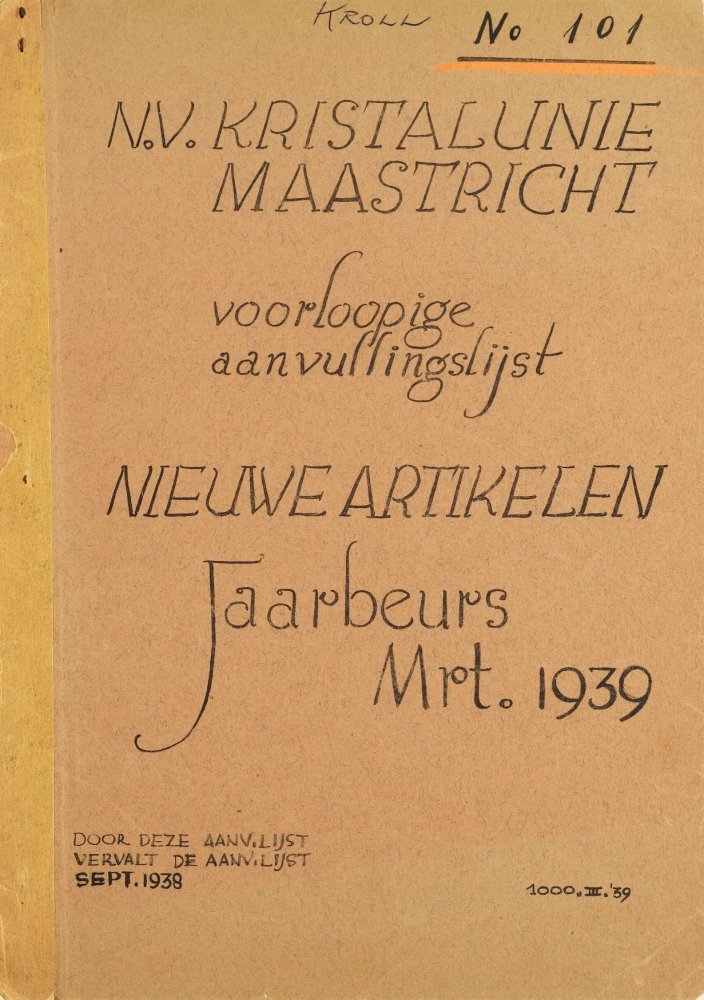 KROLL
No 101
N.V. KRISTALUNIE
MAASTRICHT
voorloopige
aanvullingslijst
NIEUWE ARTIKELEN
Jaarbeurs
Mrt. 1939
DOOR DEZE AANV.LIJST
VERVALT DE AANV.LIJST
SEPT. 1938
1000.III.'39